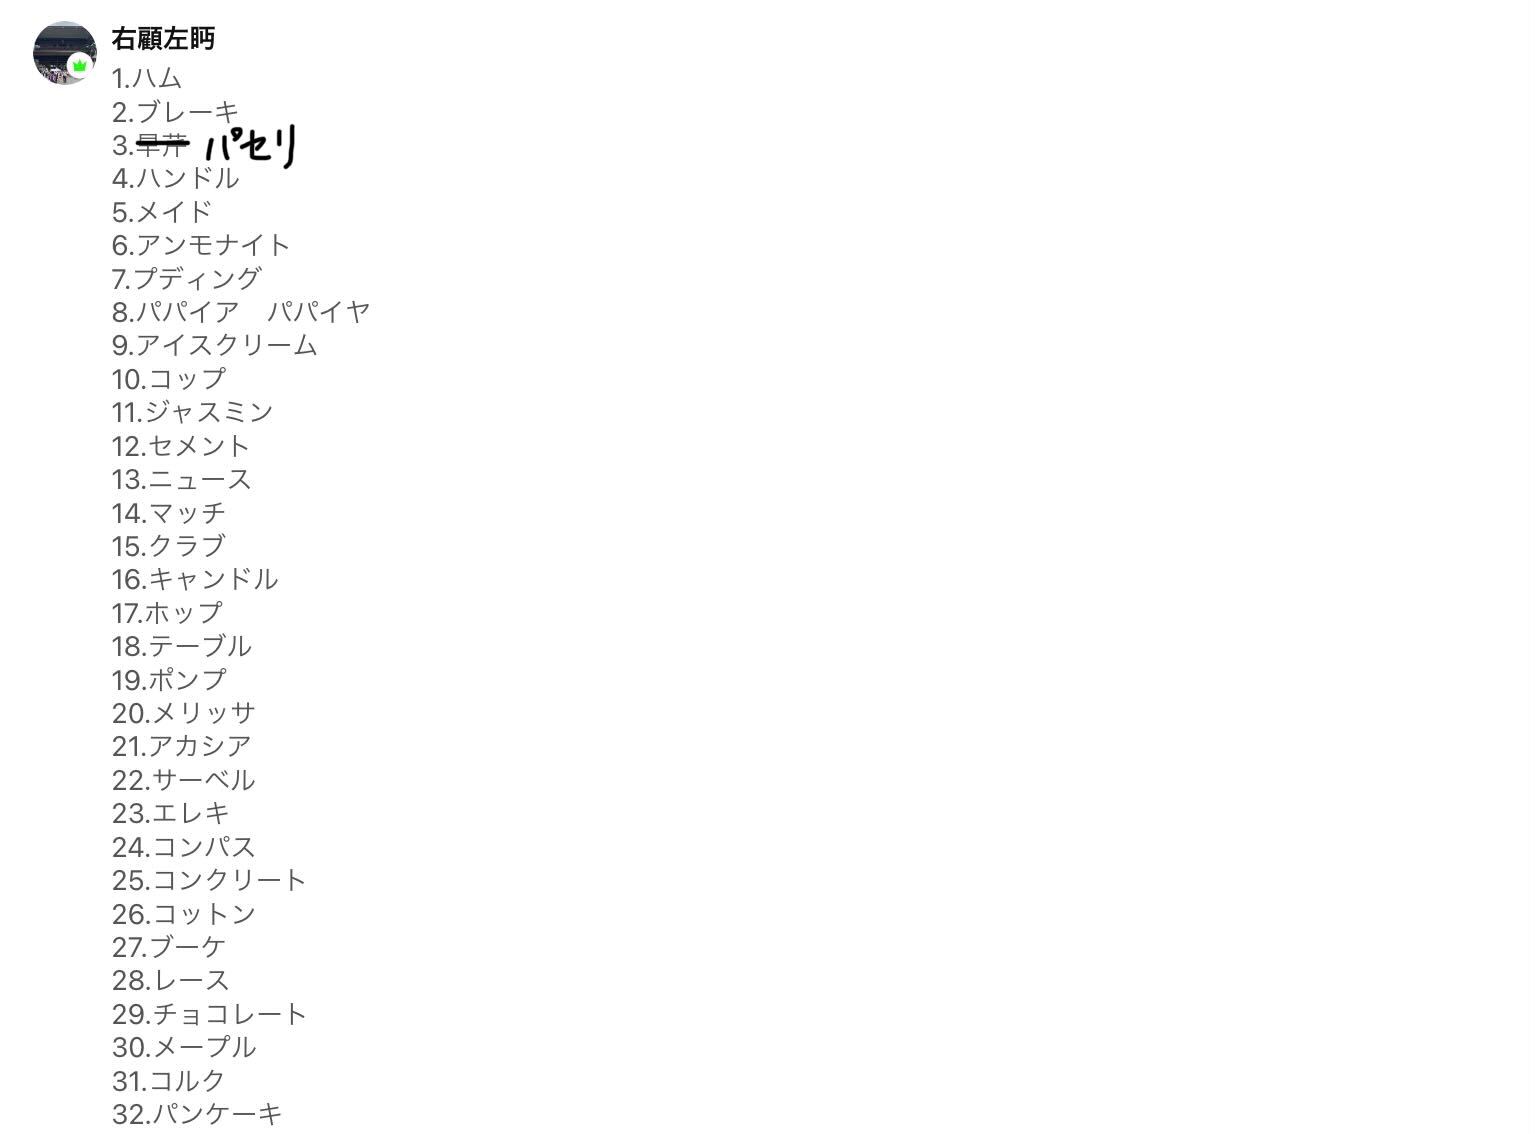 右顧左眄
1.ハム
2.ブレーキ
3.旱芹 パセリ
4.ハンドル
5.メイド
6.アンモナイト
7.プディング
8.パパイア　パパイヤ
9.アイスクリーム
10.コップ
11.ジャスミン
12.セメント
13.ニュース
14.マッチ
15.クラブ
16.キャンドル
17.ホップ
18.テーブル
19.ポンプ
20.メリッサ
21.アカシア
22.サーベル
23.エレキ
24.コンパス
25.コンクリート
26.コットン
27.ブーケ
28.レース
29.チョコレート
30.メープル
31.コルク
32.パンケーキ